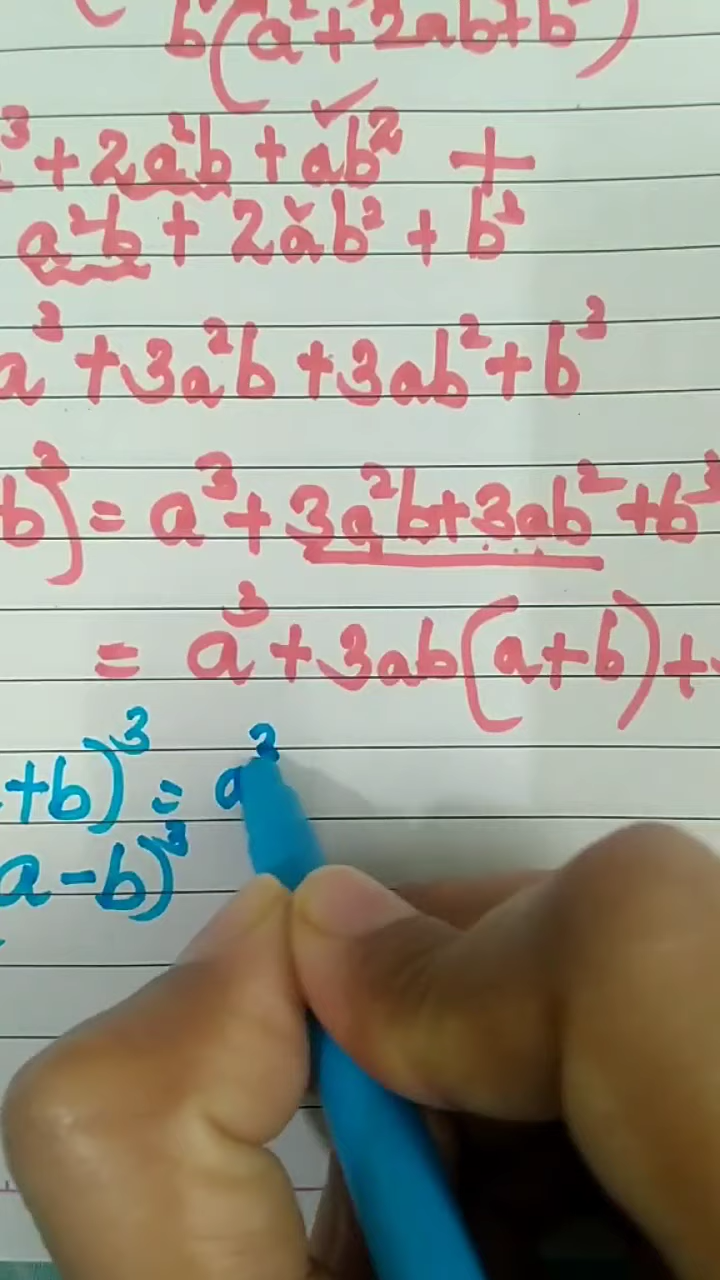 b(a²+2ab+b²)
³+2a²b+ab² +
a²b+2ab²+b³
a³+3a²b+3ab²+b³
b)³=a³+3a²b+3ab²+b³
=a³+3ab(a+b)+
+b)³=a³
a-b)³